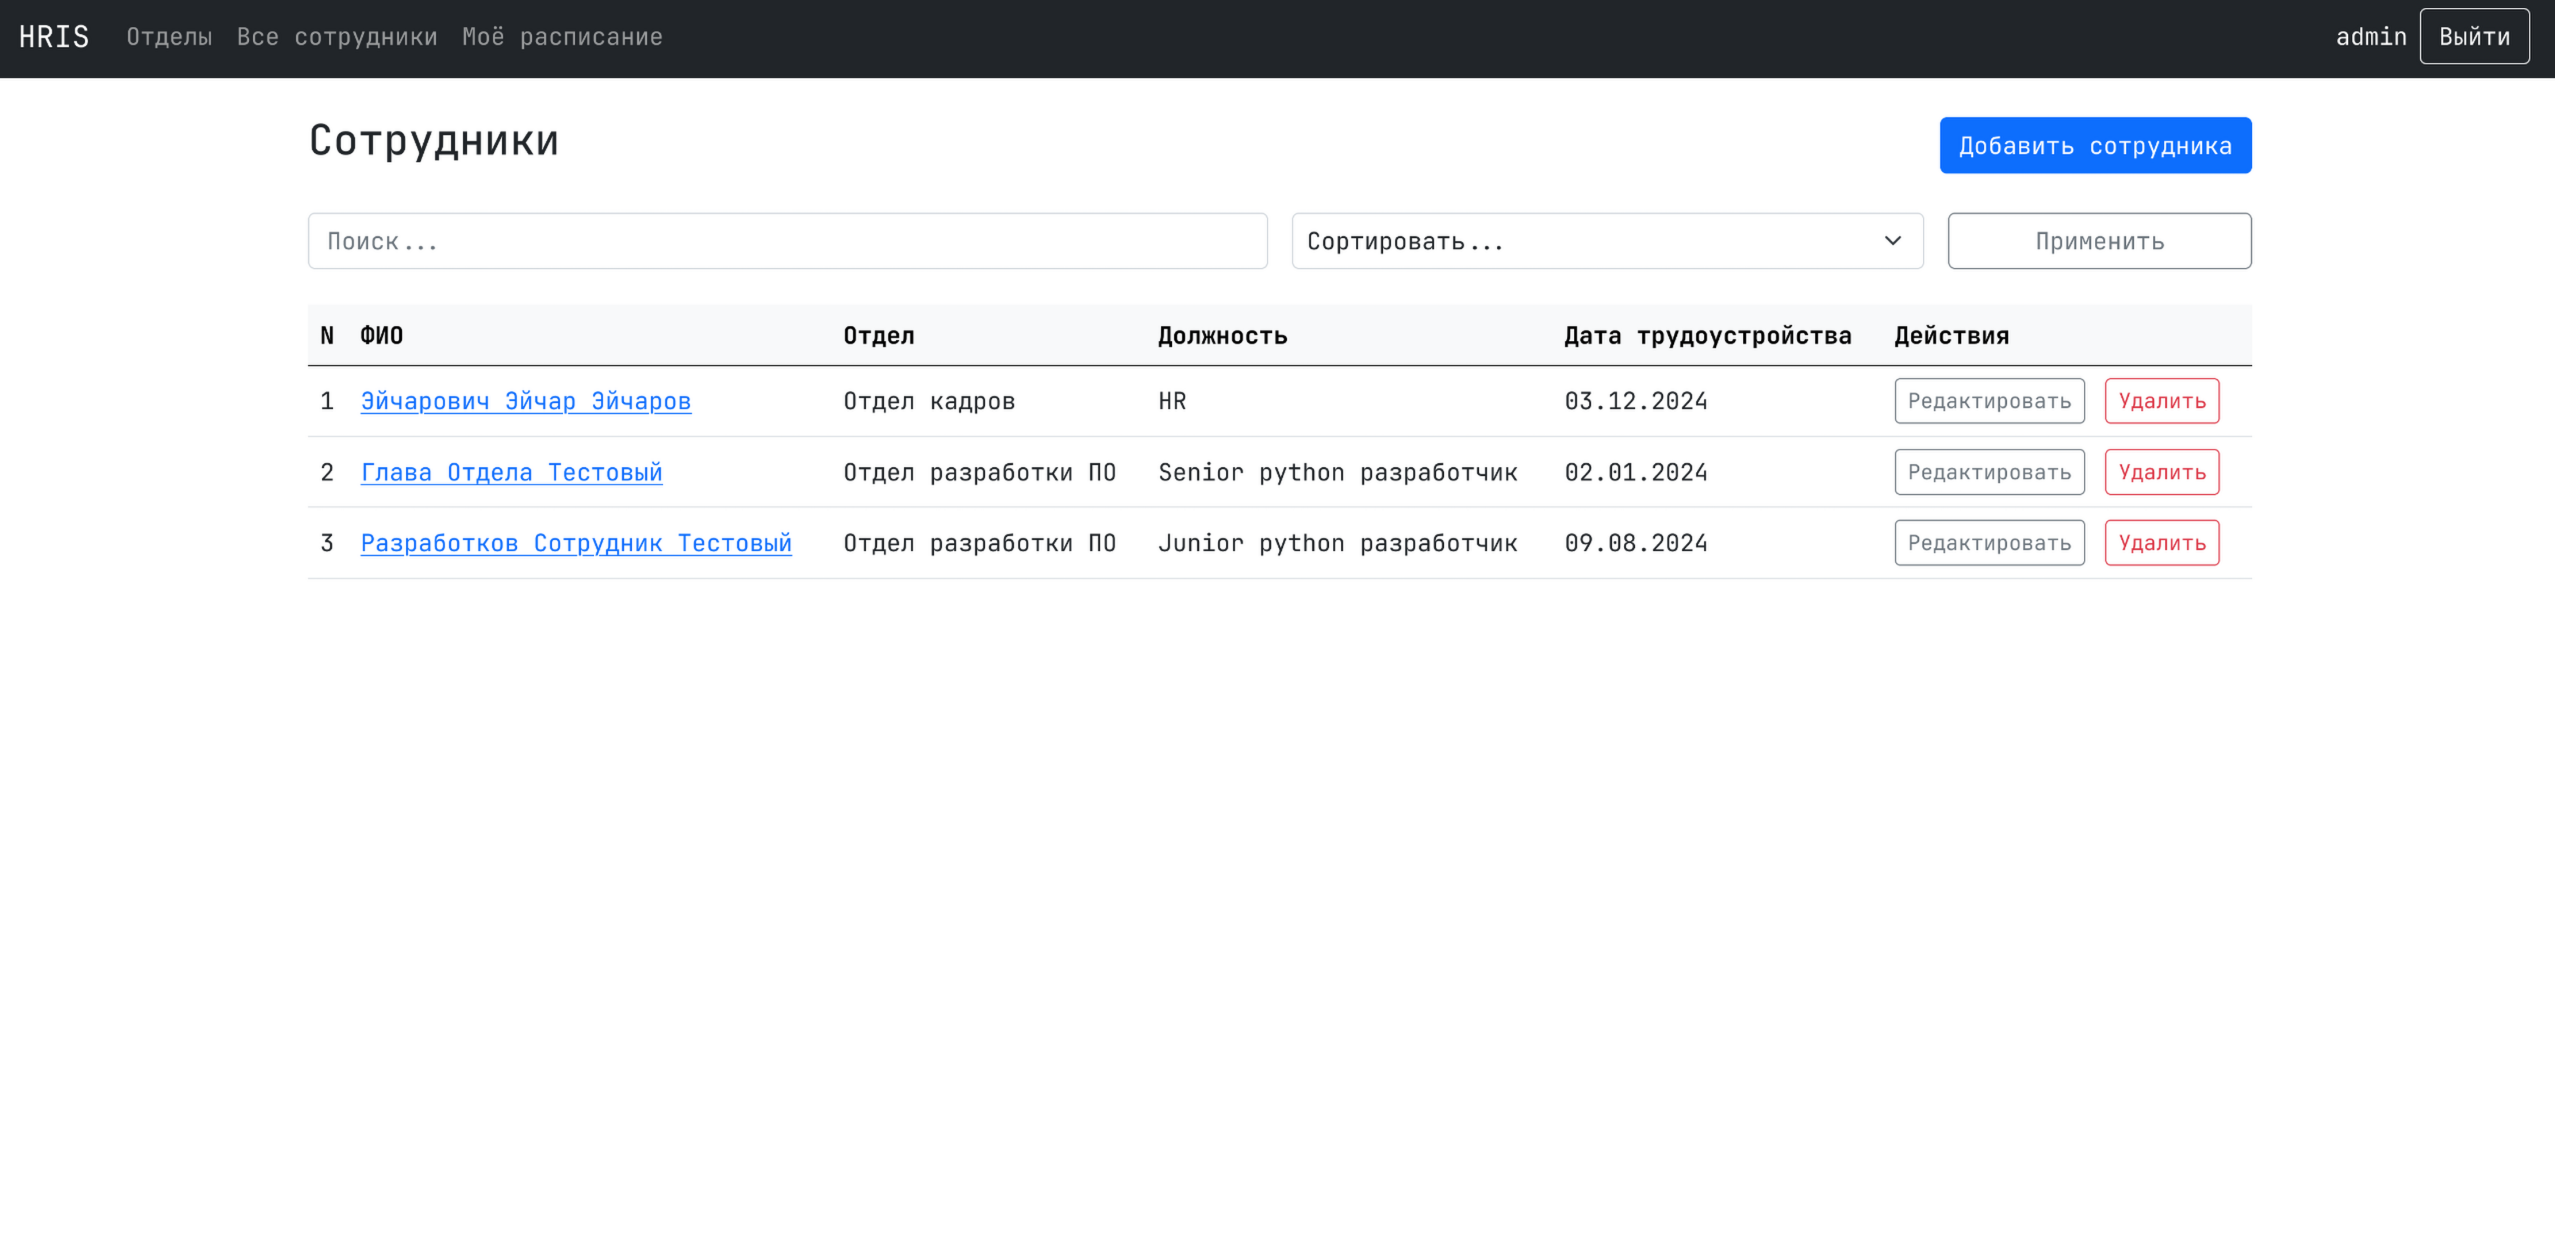 HRIS Отделы Все сотрудники Моё расписание admin Выйти
Сотрудники Добавить сотрудника
Поиск... Сортировать... Применить
N ФИО Отдел Должность Дата трудоустройства Действия
1 Эйчарович Эйчар Эйчаров Отдел кадров HR 03.12.2024 Редактировать Удалить
2 Глава Отдела Тестовый Отдел разработки ПО Senior python разработчик 02.01.2024 Редактировать Удалить
3 Разработков Сотрудник Тестовый Отдел разработки ПО Junior python разработчик 09.08.2024 Редактировать Удалить